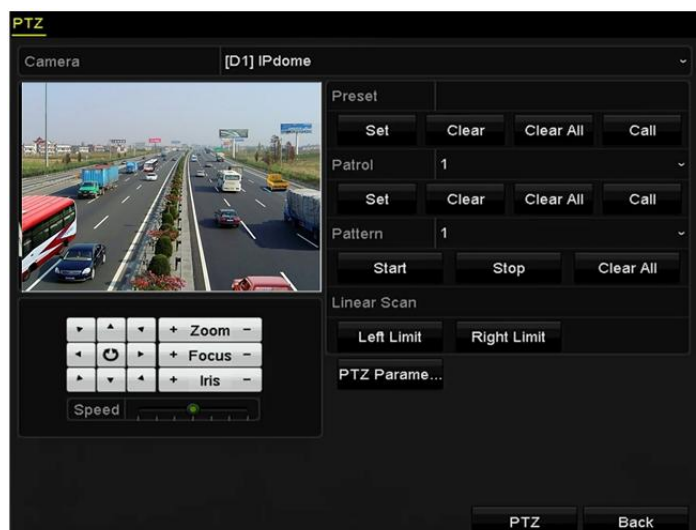 PTZ
Camera [D1] IPdome
Preset
Set Clear Clear All Call
Patrol 1
Set Clear Clear All Call
Pattern 1
Start Stop Clear All
Linear Scan
Left Limit Right Limit
PTZ Parame...
+ Zoom -
+ Focus -
+ Iris -
Speed
PTZ Back